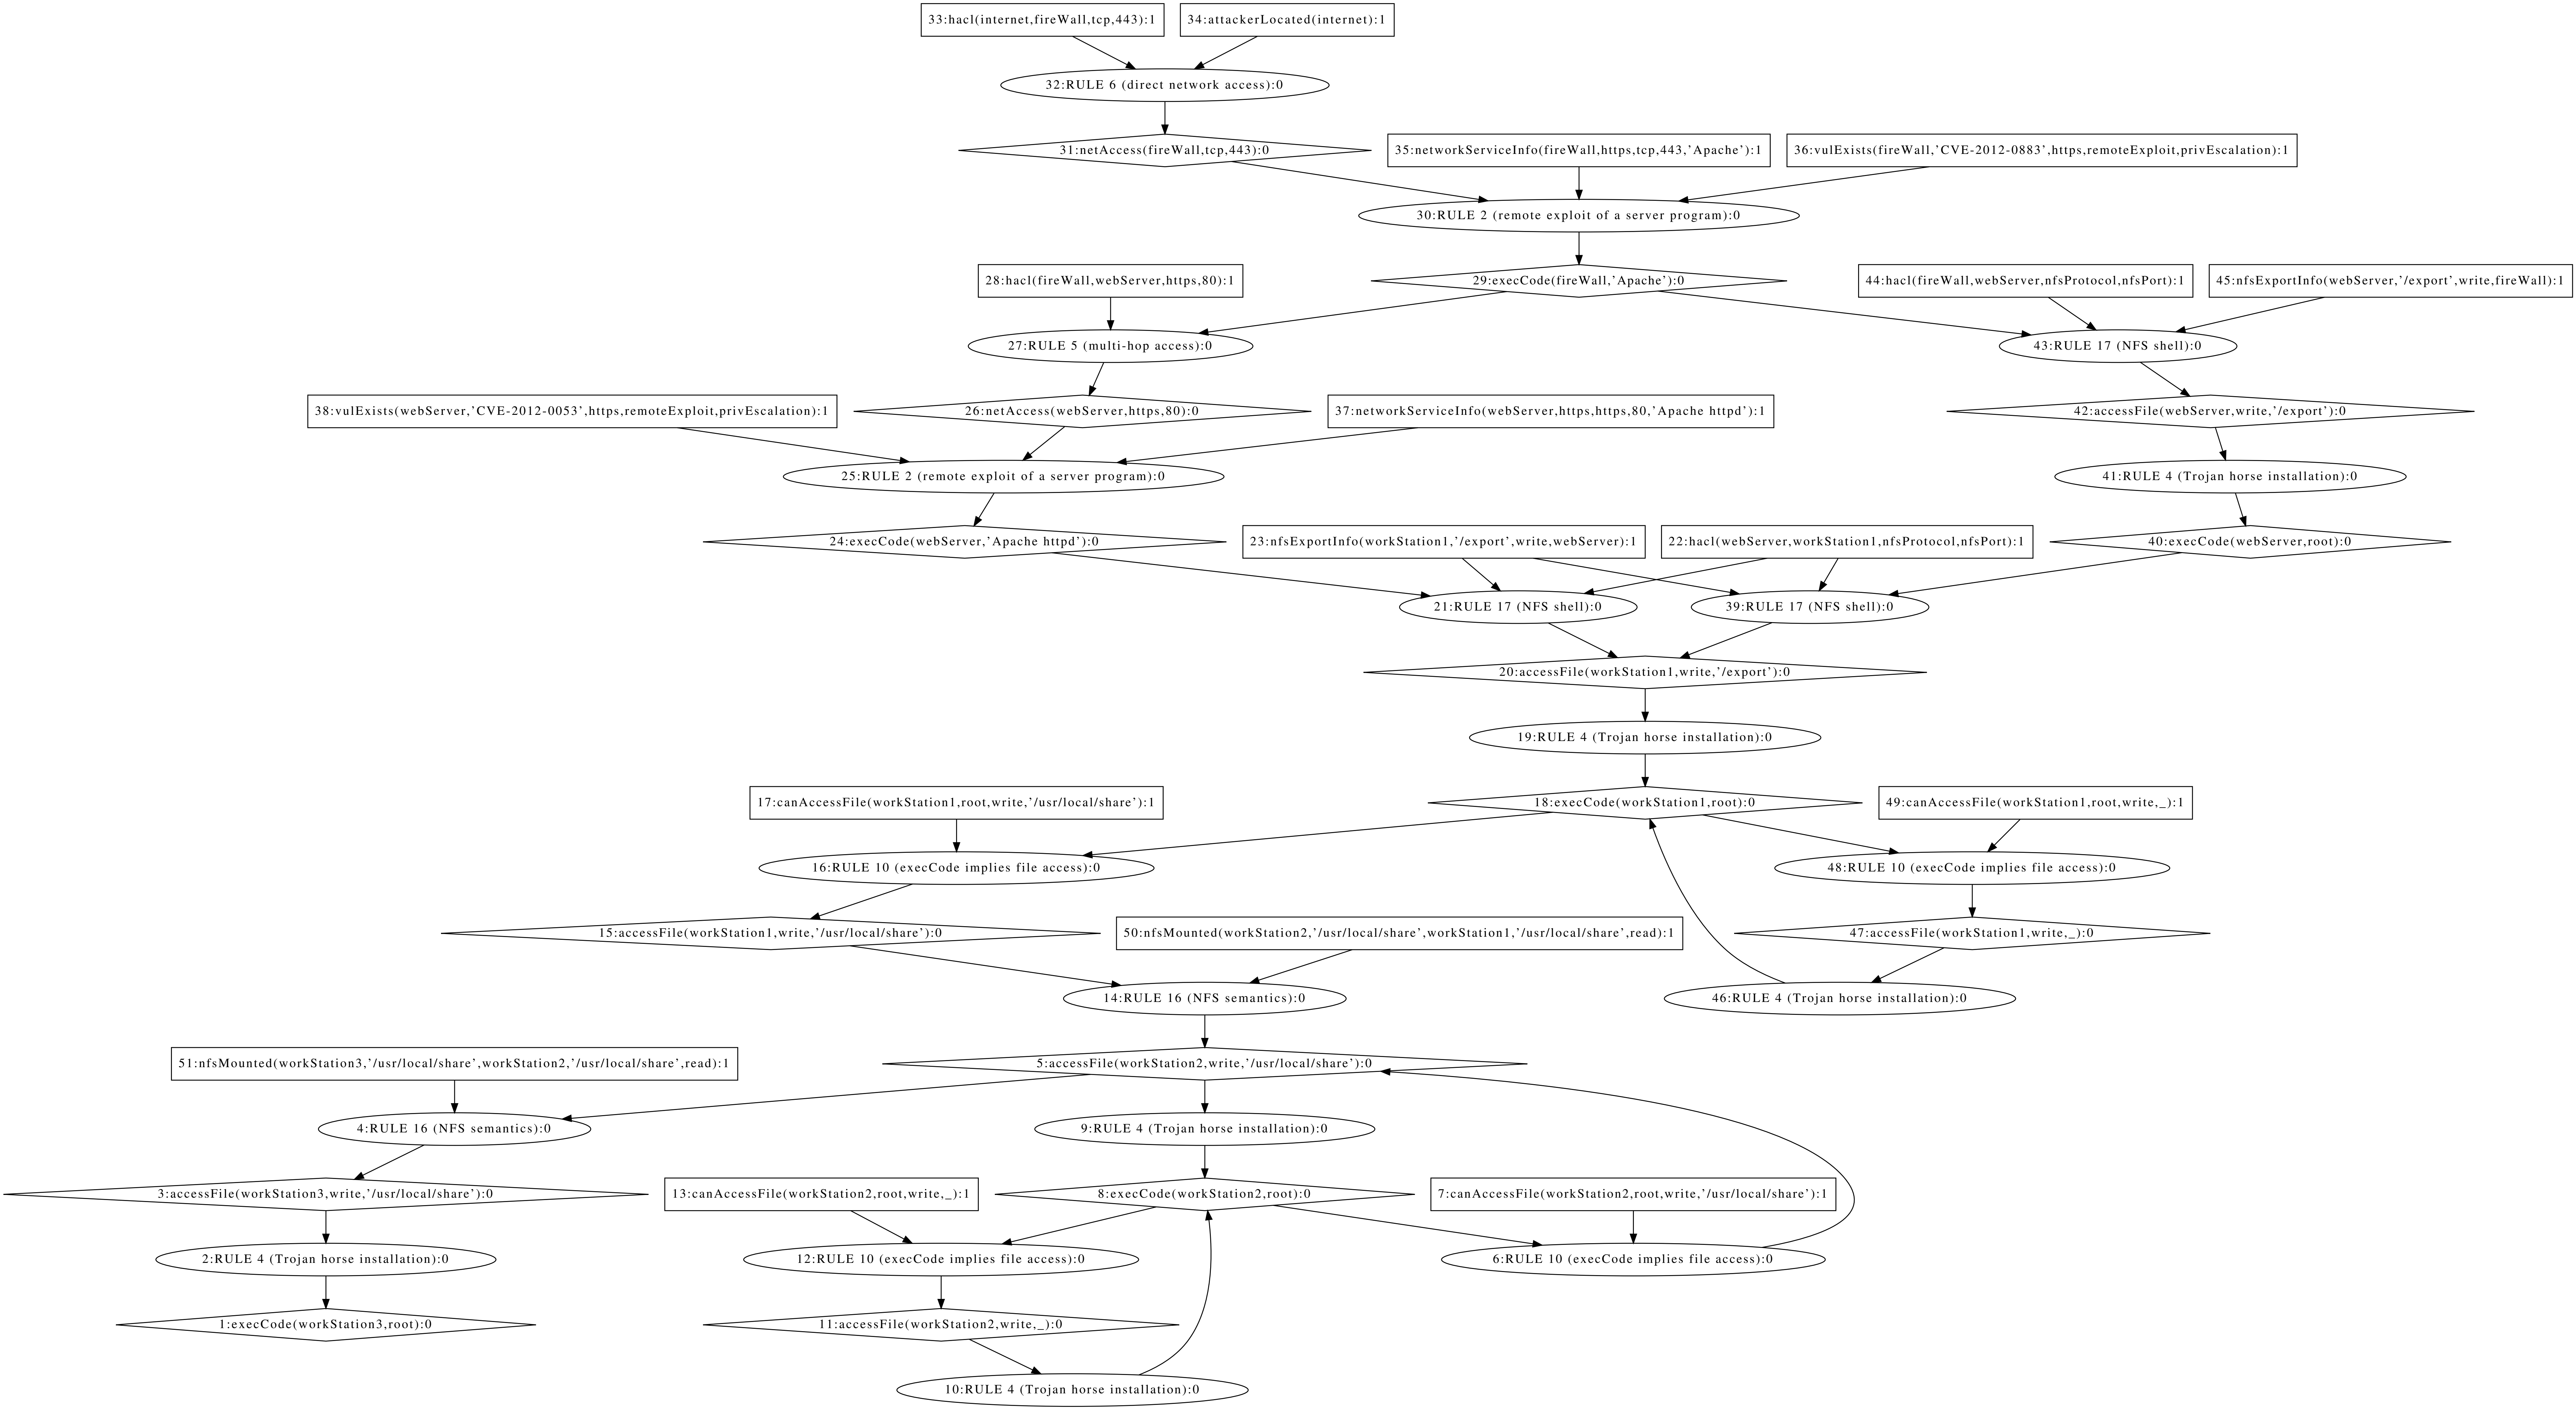 33:hacl(internet,fireWall,tcp,443):1
34:attackerLocated(internet):1
32:RULE 6 (direct network access):0
31:netAccess(fireWall,tcp,443):0
35:networkServiceInfo(fireWall,https,tcp,443,'Apache'):1
36:vulExists(fireWall,'CVE-2012-0883',https,remoteExploit,privEscalation):1
30:RULE 2 (remote exploit of a server program):0
28:hacl(fireWall,webServer,https,80):1
29:execCode(fireWall,'Apache'):0
44:hacl(fireWall,webServer,nfsProtocol,nfsPort):1
45:nfsExportInfo(webServer,'/export',write,fireWall):1
27:RULE 5 (multi-hop access):0
43:RULE 17 (NFS shell):0
38:vulExists(webServer,'CVE-2012-0053',https,remoteExploit,privEscalation):1
26:netAccess(webServer,https,80):0
37:networkServiceInfo(webServer,https,https,80,'Apache httpd'):1
42:accessFile(webServer,write,'/export'):0
25:RULE 2 (remote exploit of a server program):0
41:RULE 4 (Trojan horse installation):0
24:execCode(webServer,'Apache httpd'):0
23:nfsExportInfo(workStation1,'/export',write,webServer):1
22:hacl(webServer,workStation1,nfsProtocol,nfsPort):1
40:execCode(webServer,root):0
21:RULE 17 (NFS shell):0
39:RULE 17 (NFS shell):0
20:accessFile(workStation1,write,'/export'):0
19:RULE 4 (Trojan horse installation):0
17:canAccessFile(workStation1,root,write,'/usr/local/share'):1
18:execCode(workStation1,root):0
49:canAccessFile(workStation1,root,write,_):1
16:RULE 10 (execCode implies file access):0
48:RULE 10 (execCode implies file access):0
15:accessFile(workStation1,write,'/usr/local/share'):0
50:nfsMounted(workStation2,'/usr/local/share',workStation1,'/usr/local/share',read):1
47:accessFile(workStation1,write,_):0
14:RULE 16 (NFS semantics):0
46:RULE 4 (Trojan horse installation):0
51:nfsMounted(workStation3,'/usr/local/share',workStation2,'/usr/local/share',read):1
5:accessFile(workStation2,write,'/usr/local/share'):0
4:RULE 16 (NFS semantics):0
9:RULE 4 (Trojan horse installation):0
3:accessFile(workStation3,write,'/usr/local/share'):0
13:canAccessFile(workStation2,root,write,_):1
8:execCode(workStation2,root):0
7:canAccessFile(workStation2,root,write,'/usr/local/share'):1
2:RULE 4 (Trojan horse installation):0
12:RULE 10 (execCode implies file access):0
6:RULE 10 (execCode implies file access):0
1:execCode(workStation3,root):0
11:accessFile(workStation2,write,_):0
10:RULE 4 (Trojan horse installation):0